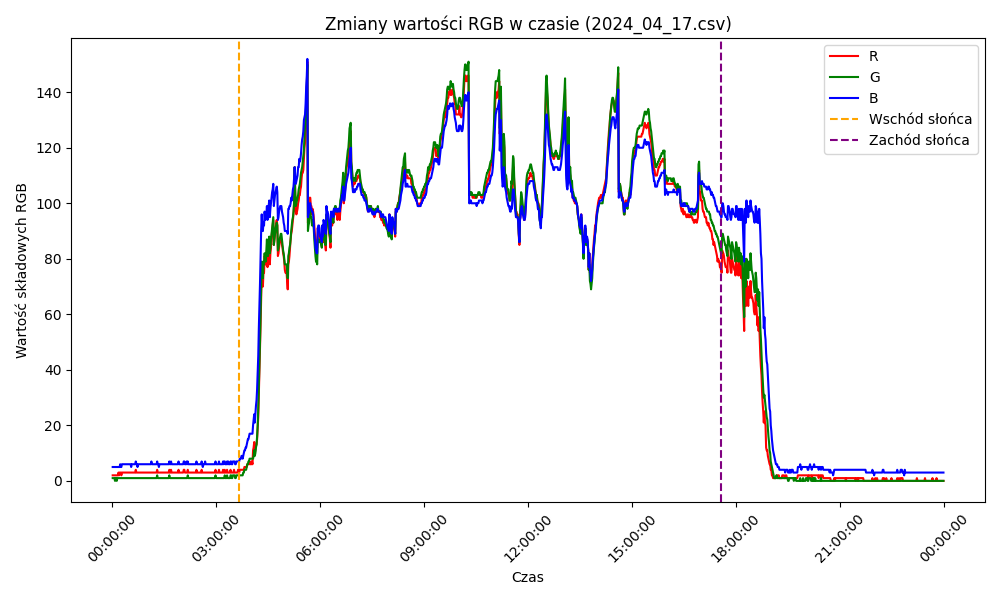 Zmiany wartości RGB w czasie (2024_04_17.csv)
R
G
B
Wschód słońca
Zachód słońca
Wartość składowych RGB
140
120
100
80
60
40
20
0
00:00:00
03:00:00
06:00:00
09:00:00
12:00:00
15:00:00
18:00:00
21:00:00
00:00:00
Czas